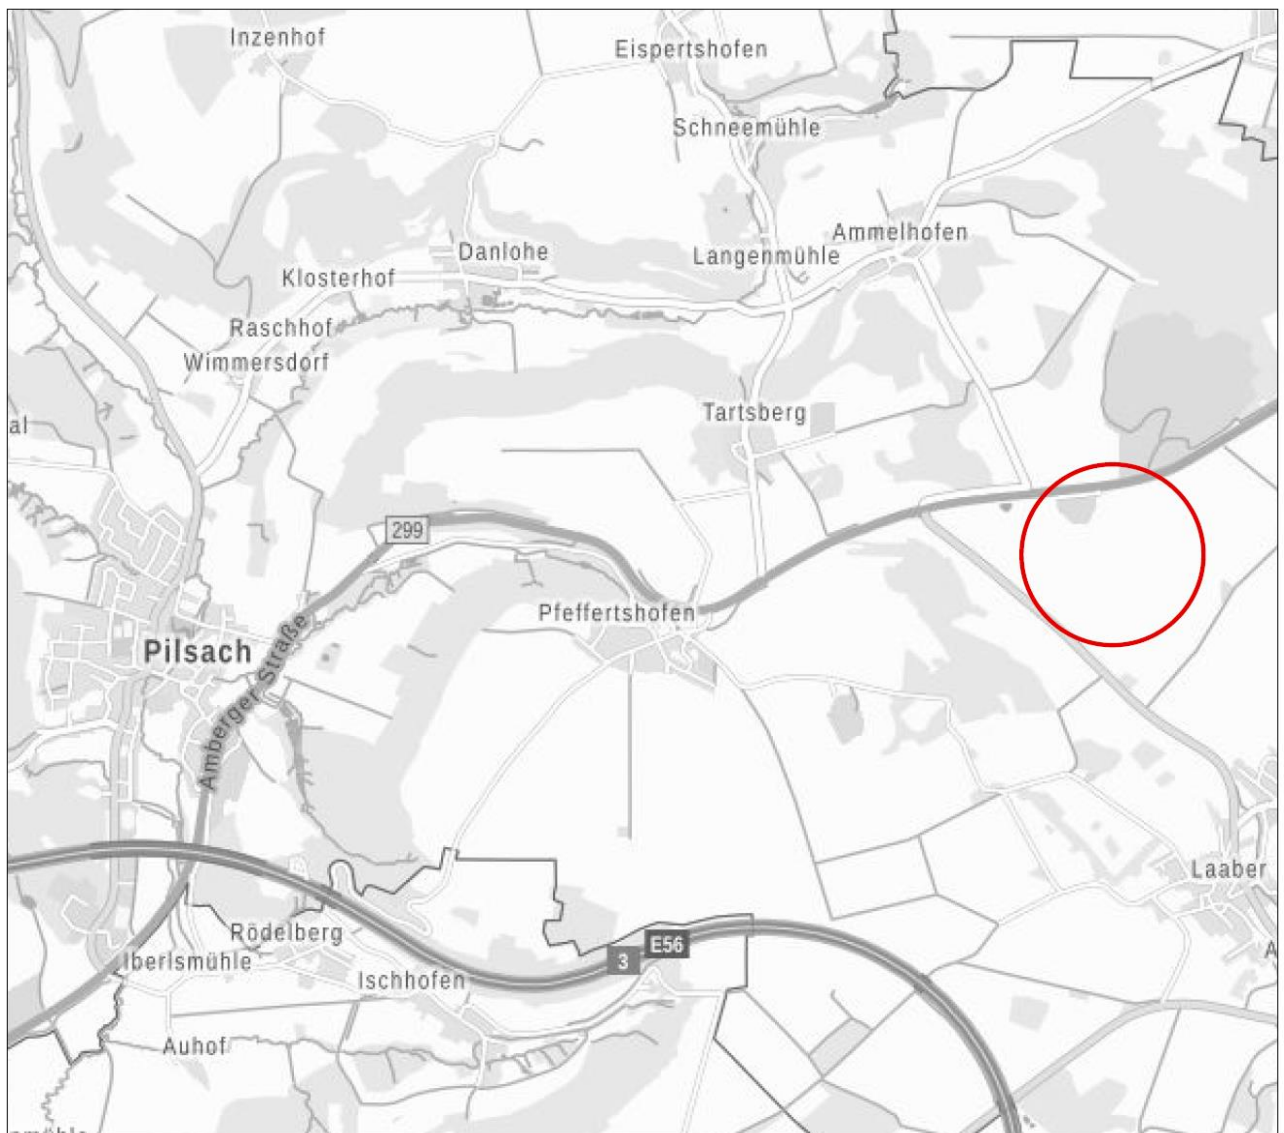 Inzenhof
Eispertshofen
Schneemühle
Ammelhofen
Danlohe
Langenmühle
Klosterhof
Raschhof
Wimmersdorf
Tartsberg
al
299
Pfeffertshofen
Pilsach
Amberger Straße
Laaber
Rödelberg
E56
3
Iberlsmühle
Ischhofen
A
Auhof